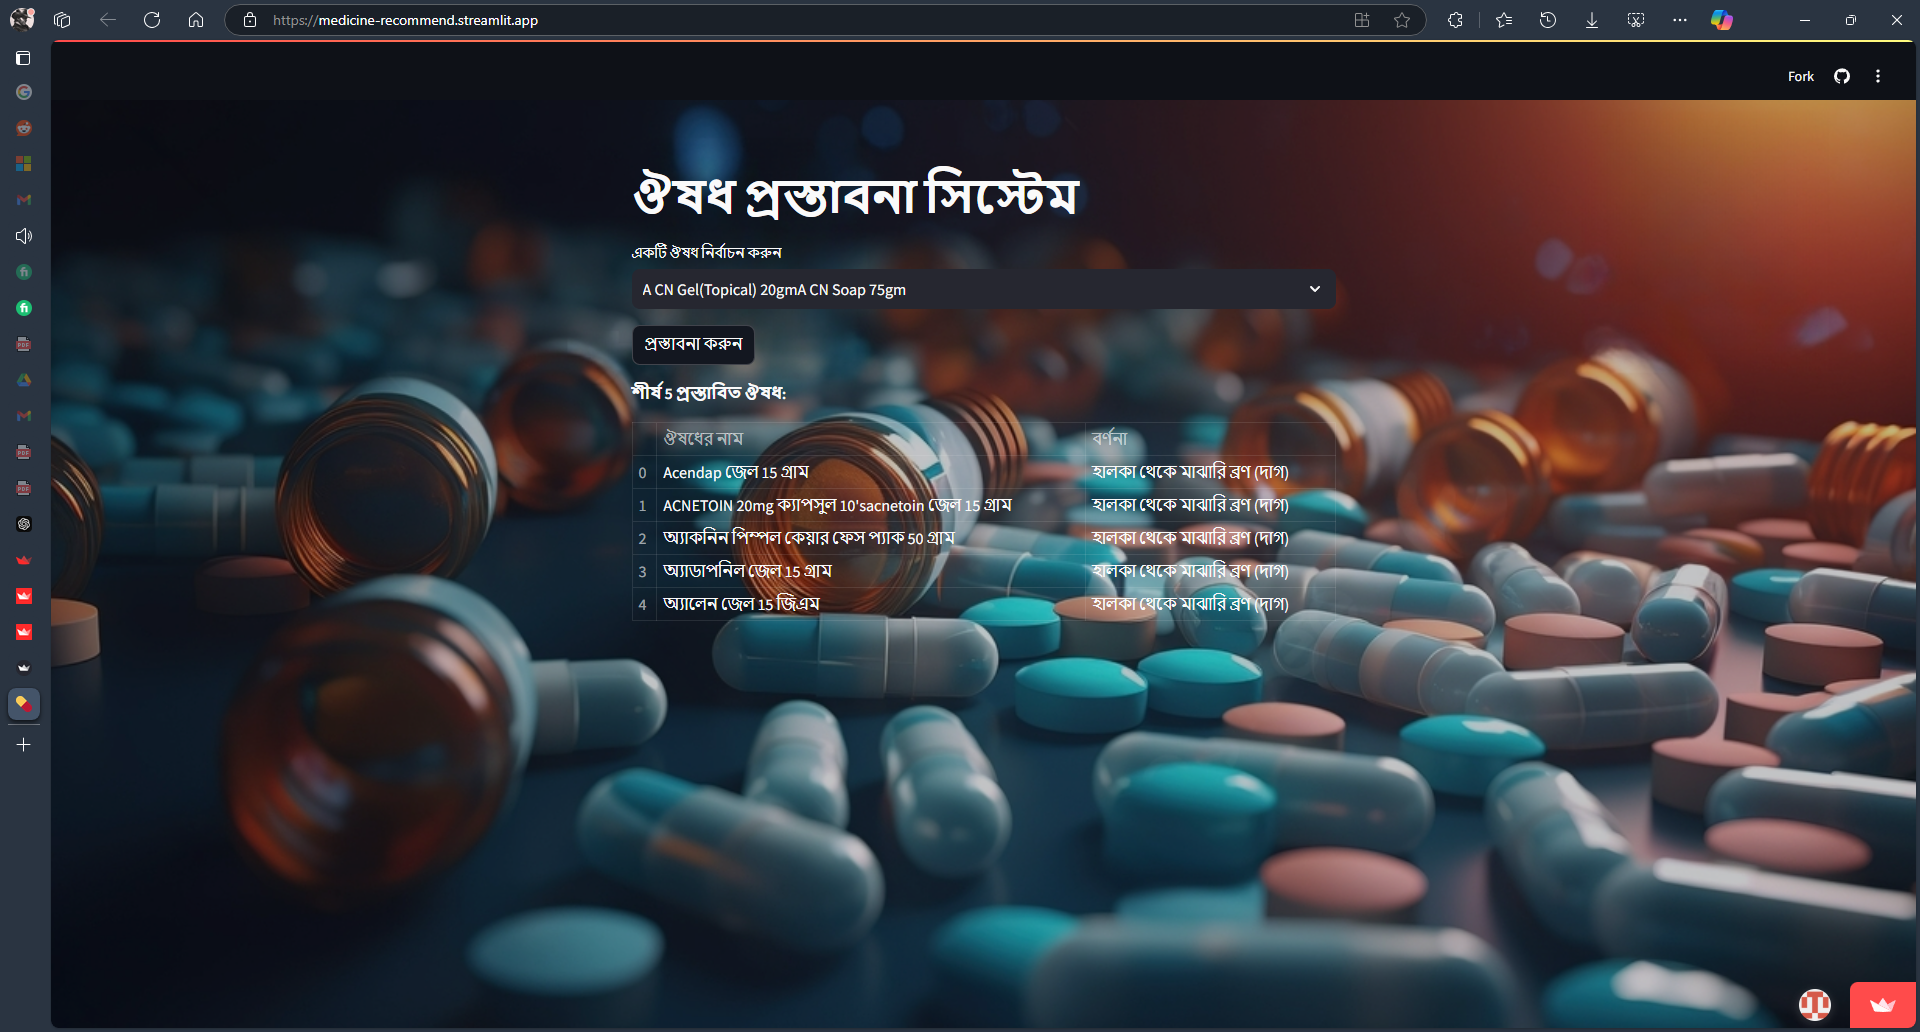 https://medicine-recommend.streamlit.app
Fork
ঔষধ প্রস্তাবনা সিস্টেম
একটি ঔষধ নির্বাচন করুন
A CN Gel(Topical) 20gmA CN Soap 75gm
প্রস্তাবনা করুন
শীর্ষ 5 প্রস্তাবিত ঔষধ:
ঔষধের নাম বর্ণনা
0 Acendap জেল 15 গ্রাম হালকা থেকে মাঝারি ব্রণ (দাগ)
1 ACNETOIN 20mg ক্যাপসুল 10'sacnetoin জেল 15 গ্রাম হালকা থেকে মাঝারি ব্রণ (দাগ)
2 অ্যাকনিন পিম্পল কেয়ার ফেস প্যাক 50 গ্রাম হালকা থেকে মাঝারি ব্রণ (দাগ)
3 অ্যাডাপনিল জেল 15 গ্রাম হালকা থেকে মাঝারি ব্রণ (দাগ)
4 অ্যালেন জেল 15 জিএম হালকা থেকে মাঝারি ব্রণ (দাগ)